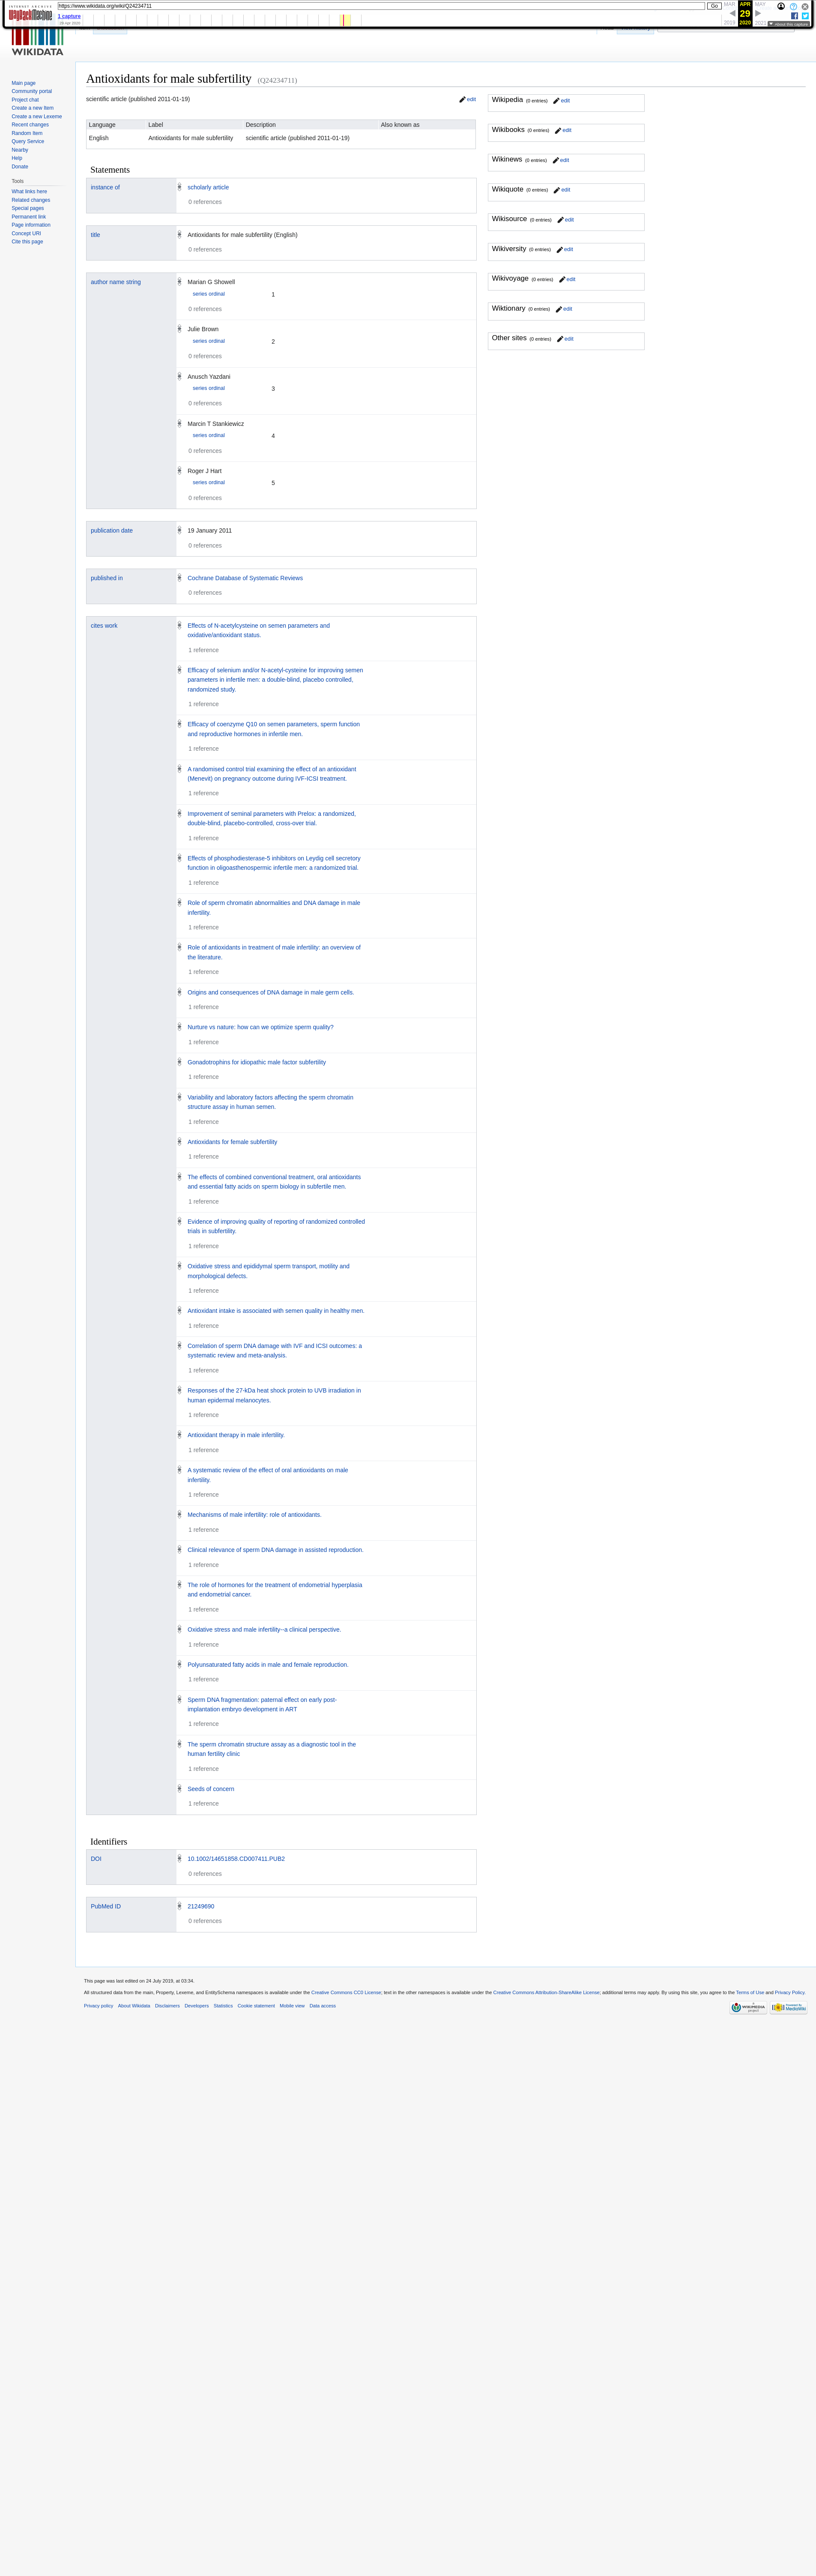 INTERNET ARCHIVE
WayBackMachine
https://www.wikidata.org/wiki/Q24234711
Go
MAR APR MAY
1 capture
29
29 Apr 2020
2019 2020 2021
About this capture
WIKIDATA
Main page
Community portal
Project chat
Create a new Item
Create a new Lexeme
Recent changes
Random Item
Query Service
Nearby
Help
Donate
Tools
What links here
Related changes
Special pages
Permanent link
Page information
Concept URI
Cite this page
Antioxidants for male subfertility (Q24234711)
scientific article (published 2011-01-19)
edit
Language Label Description Also known as
English Antioxidants for male subfertility scientific article (published 2011-01-19)
Statements
instance of
scholarly article
0 references
title
Antioxidants for male subfertility (English)
0 references
author name string
Marian G Showell
series ordinal 1
0 references
Julie Brown
series ordinal 2
0 references
Anusch Yazdani
series ordinal 3
0 references
Marcin T Stankiewicz
series ordinal 4
0 references
Roger J Hart
series ordinal 5
0 references
publication date
19 January 2011
0 references
published in
Cochrane Database of Systematic Reviews
0 references
cites work
Effects of N-acetylcysteine on semen parameters and
oxidative/antioxidant status.
1 reference
Efficacy of selenium and/or N-acetyl-cysteine for improving semen
parameters in infertile men: a double-blind, placebo controlled,
randomized study.
1 reference
Efficacy of coenzyme Q10 on semen parameters, sperm function
and reproductive hormones in infertile men.
1 reference
A randomised control trial examining the effect of an antioxidant
(Menevit) on pregnancy outcome during IVF-ICSI treatment.
1 reference
Improvement of seminal parameters with Prelox: a randomized,
double-blind, placebo-controlled, cross-over trial.
1 reference
Effects of phosphodiesterase-5 inhibitors on Leydig cell secretory
function in oligoasthenospermic infertile men: a randomized trial.
1 reference
Role of sperm chromatin abnormalities and DNA damage in male
infertility.
1 reference
Role of antioxidants in treatment of male infertility: an overview of
the literature.
1 reference
Origins and consequences of DNA damage in male germ cells.
1 reference
Nurture vs nature: how can we optimize sperm quality?
1 reference
Gonadotrophins for idiopathic male factor subfertility
1 reference
Variability and laboratory factors affecting the sperm chromatin
structure assay in human semen.
1 reference
Antioxidants for female subfertility
1 reference
The effects of combined conventional treatment, oral antioxidants
and essential fatty acids on sperm biology in subfertile men.
1 reference
Evidence of improving quality of reporting of randomized controlled
trials in subfertility.
1 reference
Oxidative stress and epididymal sperm transport, motility and
morphological defects.
1 reference
Antioxidant intake is associated with semen quality in healthy men.
1 reference
Correlation of sperm DNA damage with IVF and ICSI outcomes: a
systematic review and meta-analysis.
1 reference
Responses of the 27-kDa heat shock protein to UVB irradiation in
human epidermal melanocytes.
1 reference
Antioxidant therapy in male infertility.
1 reference
A systematic review of the effect of oral antioxidants on male
infertility.
1 reference
Mechanisms of male infertility: role of antioxidants.
1 reference
Clinical relevance of sperm DNA damage in assisted reproduction.
1 reference
The role of hormones for the treatment of endometrial hyperplasia
and endometrial cancer.
1 reference
Oxidative stress and male infertility--a clinical perspective.
1 reference
Polyunsaturated fatty acids in male and female reproduction.
1 reference
Sperm DNA fragmentation: paternal effect on early post-
implantation embryo development in ART
1 reference
The sperm chromatin structure assay as a diagnostic tool in the
human fertility clinic
1 reference
Seeds of concern
1 reference
Identifiers
DOI
10.1002/14651858.CD007411.PUB2
0 references
PubMed ID
21249690
0 references
Wikipedia (0 entries) edit
Wikibooks (0 entries) edit
Wikinews (0 entries) edit
Wikiquote (0 entries) edit
Wikisource (0 entries) edit
Wikiversity (0 entries) edit
Wikivoyage (0 entries) edit
Wiktionary (0 entries) edit
Other sites (0 entries) edit
This page was last edited on 24 July 2019, at 03:34.
All structured data from the main, Property, Lexeme, and EntitySchema namespaces is available under the Creative Commons CC0 License; text in the other namespaces is available under the Creative Commons Attribution-ShareAlike License; additional terms may apply. By using this site, you agree to the Terms of Use and Privacy Policy.
Privacy policy About Wikidata Disclaimers Developers Statistics Cookie statement Mobile view Data access
WIKIMEDIA project
Powered By MediaWiki